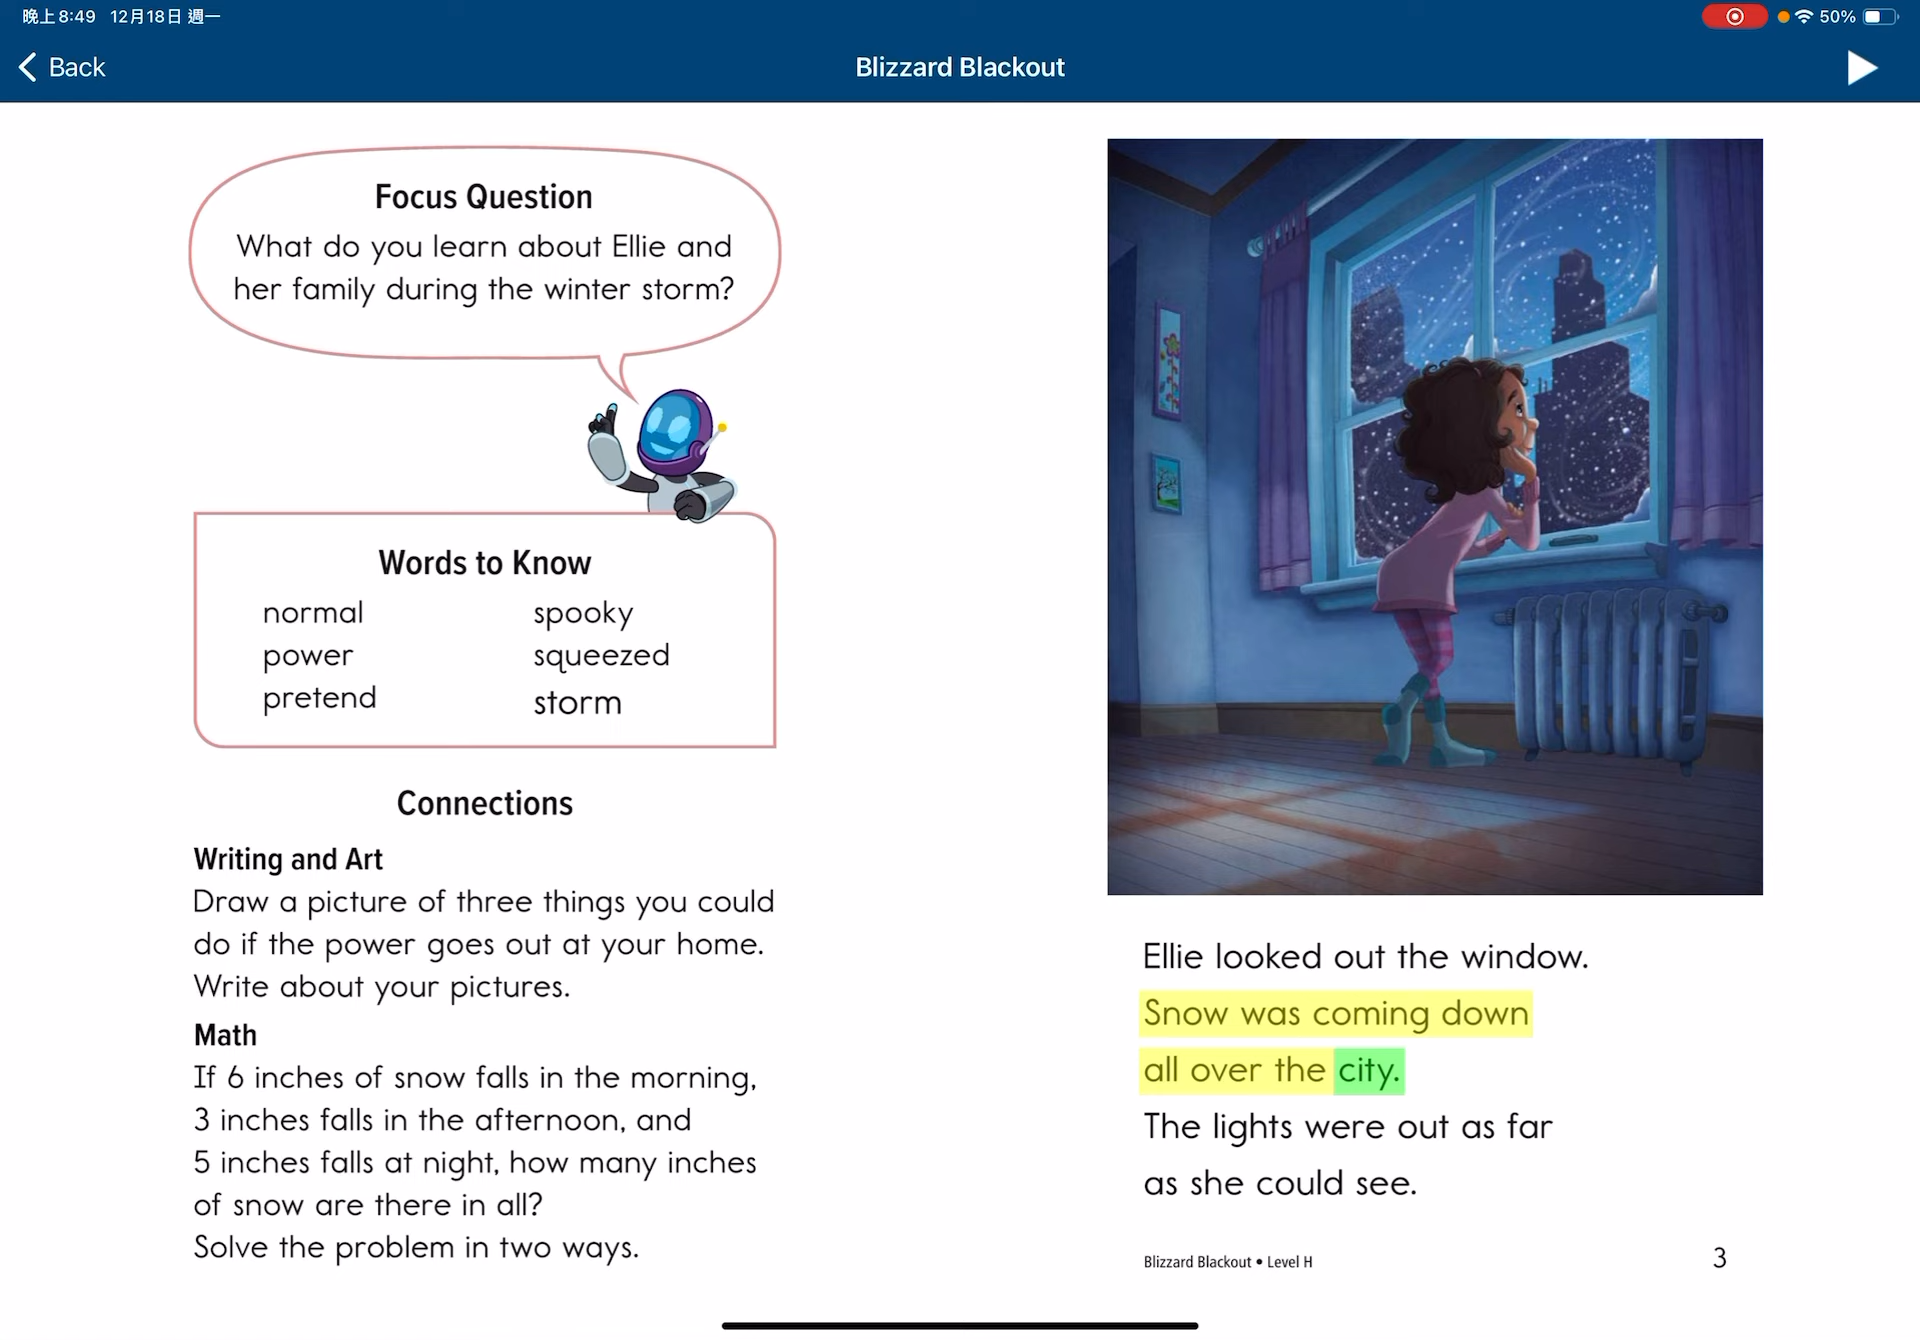 晚上8:49 12月18日 週一
50%
Back
Blizzard Blackout
Focus Question
What do you learn about Ellie and
her family during the winter storm?
Words to Know
normal
power
pretend
spooky
squeezed
storm
Connections
Writing and Art
Draw a picture of three things you could
do if the power goes out at your home.
Write about your pictures.
Math
If 6 inches of snow falls in the morning,
3 inches falls in the afternoon, and
5 inches falls at night, how many inches
of snow are there in all?
Solve the problem in two ways.
Ellie looked out the window.
Snow was coming down
all over the city.
The lights were out as far
as she could see.
Blizzard Blackout • Level H
3